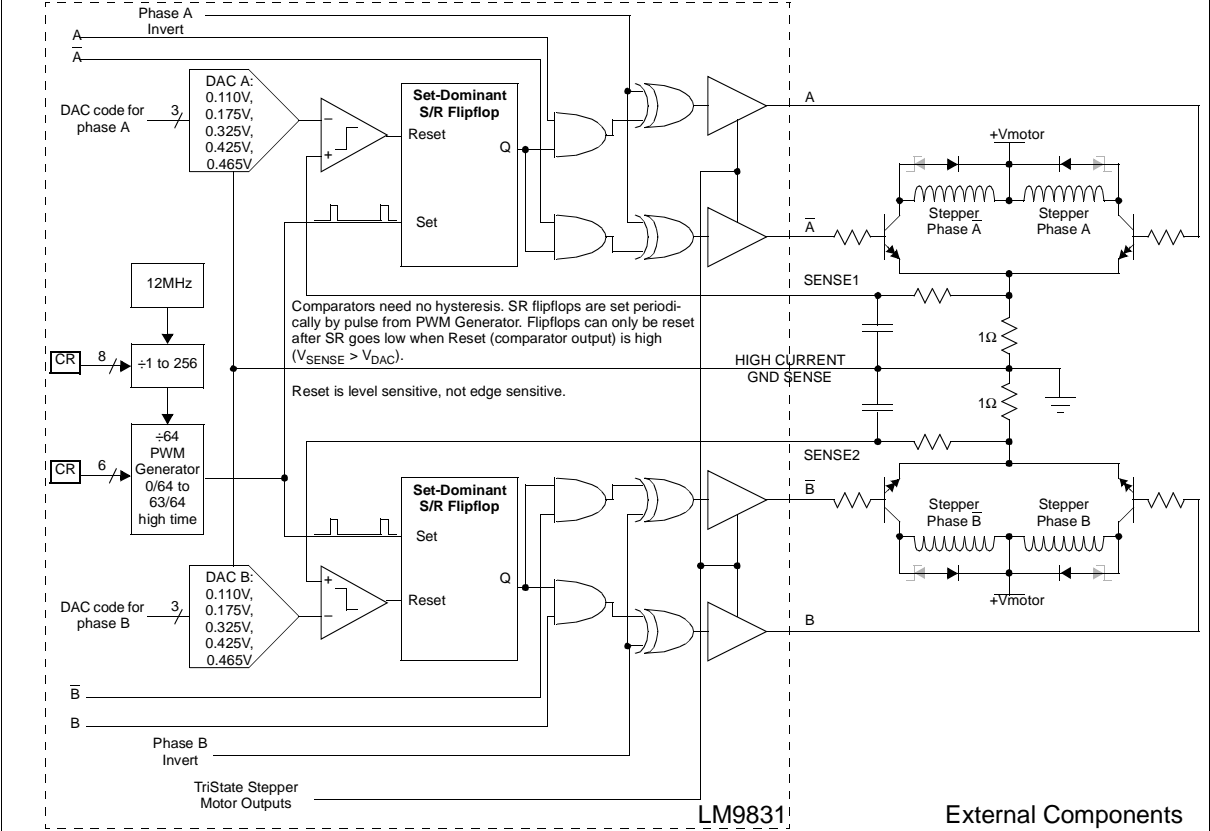 Phase A
Invert
A
A̅
DAC code for
phase A
3
DAC A:
0.110V,
0.175V,
0.325V,
0.425V,
0.465V
−
+
Set-Dominant
S/R Flipflop
Reset
Q
Set
A
A̅
+Vmotor
Stepper
Phase A̅
Stepper
Phase A
SENSE1
12MHz
Comparators need no hysteresis. SR flipflops are set periodi-
cally by pulse from PWM Generator. Flipflops can only be reset
after SR goes low when Reset (comparator output) is high
(VSENSE > VDAC).
Reset is level sensitive, not edge sensitive.
1Ω
CR
8
÷1 to 256
HIGH CURRENT
GND SENSE
1Ω
CR
6
÷64
PWM
Generator
0/64 to
63/64
high time
SENSE2
Set-Dominant
S/R Flipflop
Set
Q
Reset
B̅
Stepper
Phase B̅
Stepper
Phase B
+Vmotor
DAC code for
phase B
3
DAC B:
0.110V,
0.175V,
0.325V,
0.425V,
0.465V
+
−
B
B̅
B
Phase B
Invert
TriState Stepper
Motor Outputs
LM9831
External Components